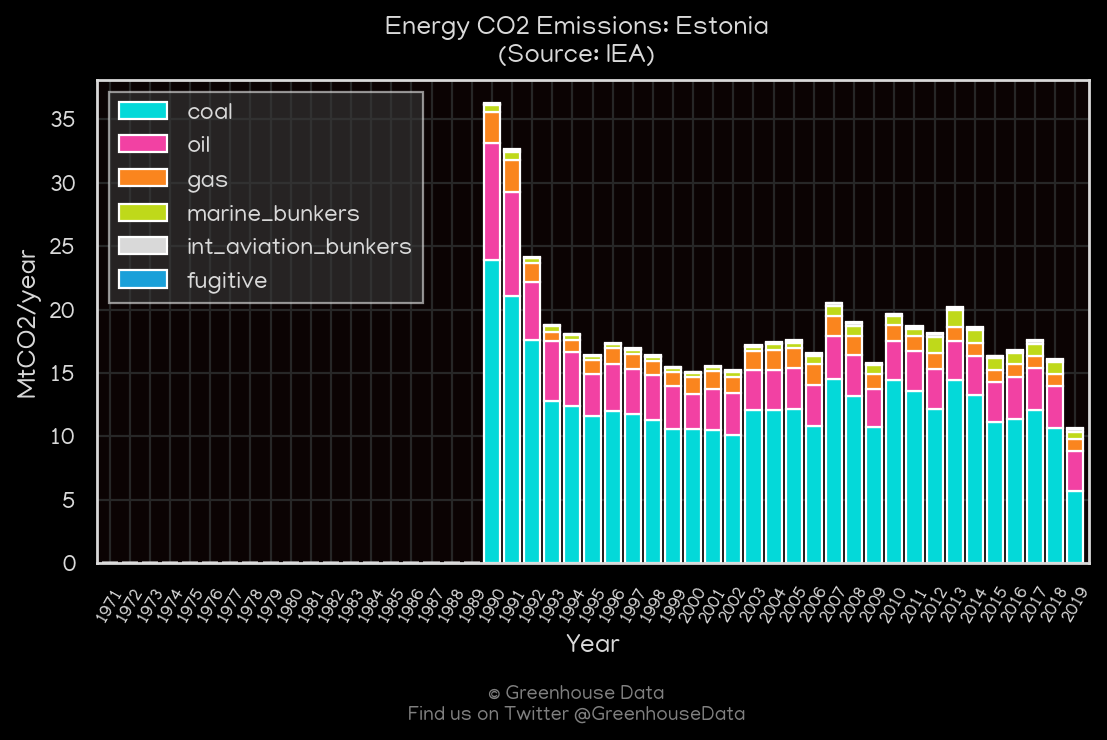 Energy CO2 Emissions: Estonia
(Source: IEA)
coal
oil
gas
marine_bunkers
int_aviation_bunkers
fugitive
MtCO2/year
35
30
25
20
15
10
5
0
1971 1972 1973 1974 1975 1976 1977 1978 1979 1980 1981 1982 1983 1984 1985 1986 1987 1988 1989 1990 1991 1992 1993 1994 1995 1996 1997 1998 1999 2000 2001 2002 2003 2004 2005 2006 2007 2008 2009 2010 2011 2012 2013 2014 2015 2016 2017 2018 2019
Year
© Greenhouse Data
Find us on Twitter @GreenhouseData